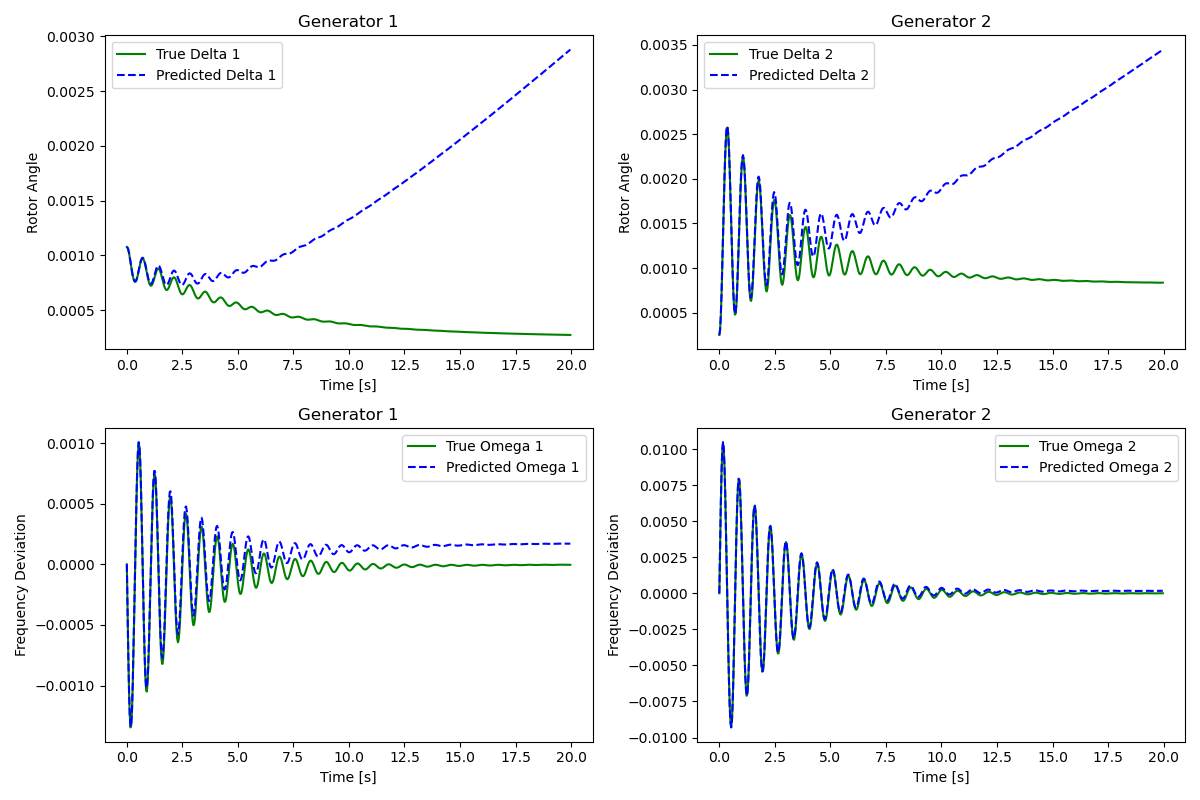 Generator 1
Rotor Angle
0.0030
0.0025
0.0020
0.0015
0.0010
0.0005
True Delta 1
Predicted Delta 1
0.0 2.5 5.0 7.5 10.0 12.5 15.0 17.5 20.0
Time [s]
Generator 2
Rotor Angle
0.0035
0.0030
0.0025
0.0020
0.0015
0.0010
0.0005
True Delta 2
Predicted Delta 2
0.0 2.5 5.0 7.5 10.0 12.5 15.0 17.5 20.0
Time [s]
Generator 1
Frequency Deviation
0.0010
0.0005
0.0000
−0.0005
−0.0010
True Omega 1
Predicted Omega 1
0.0 2.5 5.0 7.5 10.0 12.5 15.0 17.5 20.0
Time [s]
Generator 2
Frequency Deviation
0.0100
0.0075
0.0050
0.0025
0.0000
−0.0025
−0.0050
−0.0075
−0.0100
True Omega 2
Predicted Omega 2
0.0 2.5 5.0 7.5 10.0 12.5 15.0 17.5 20.0
Time [s]